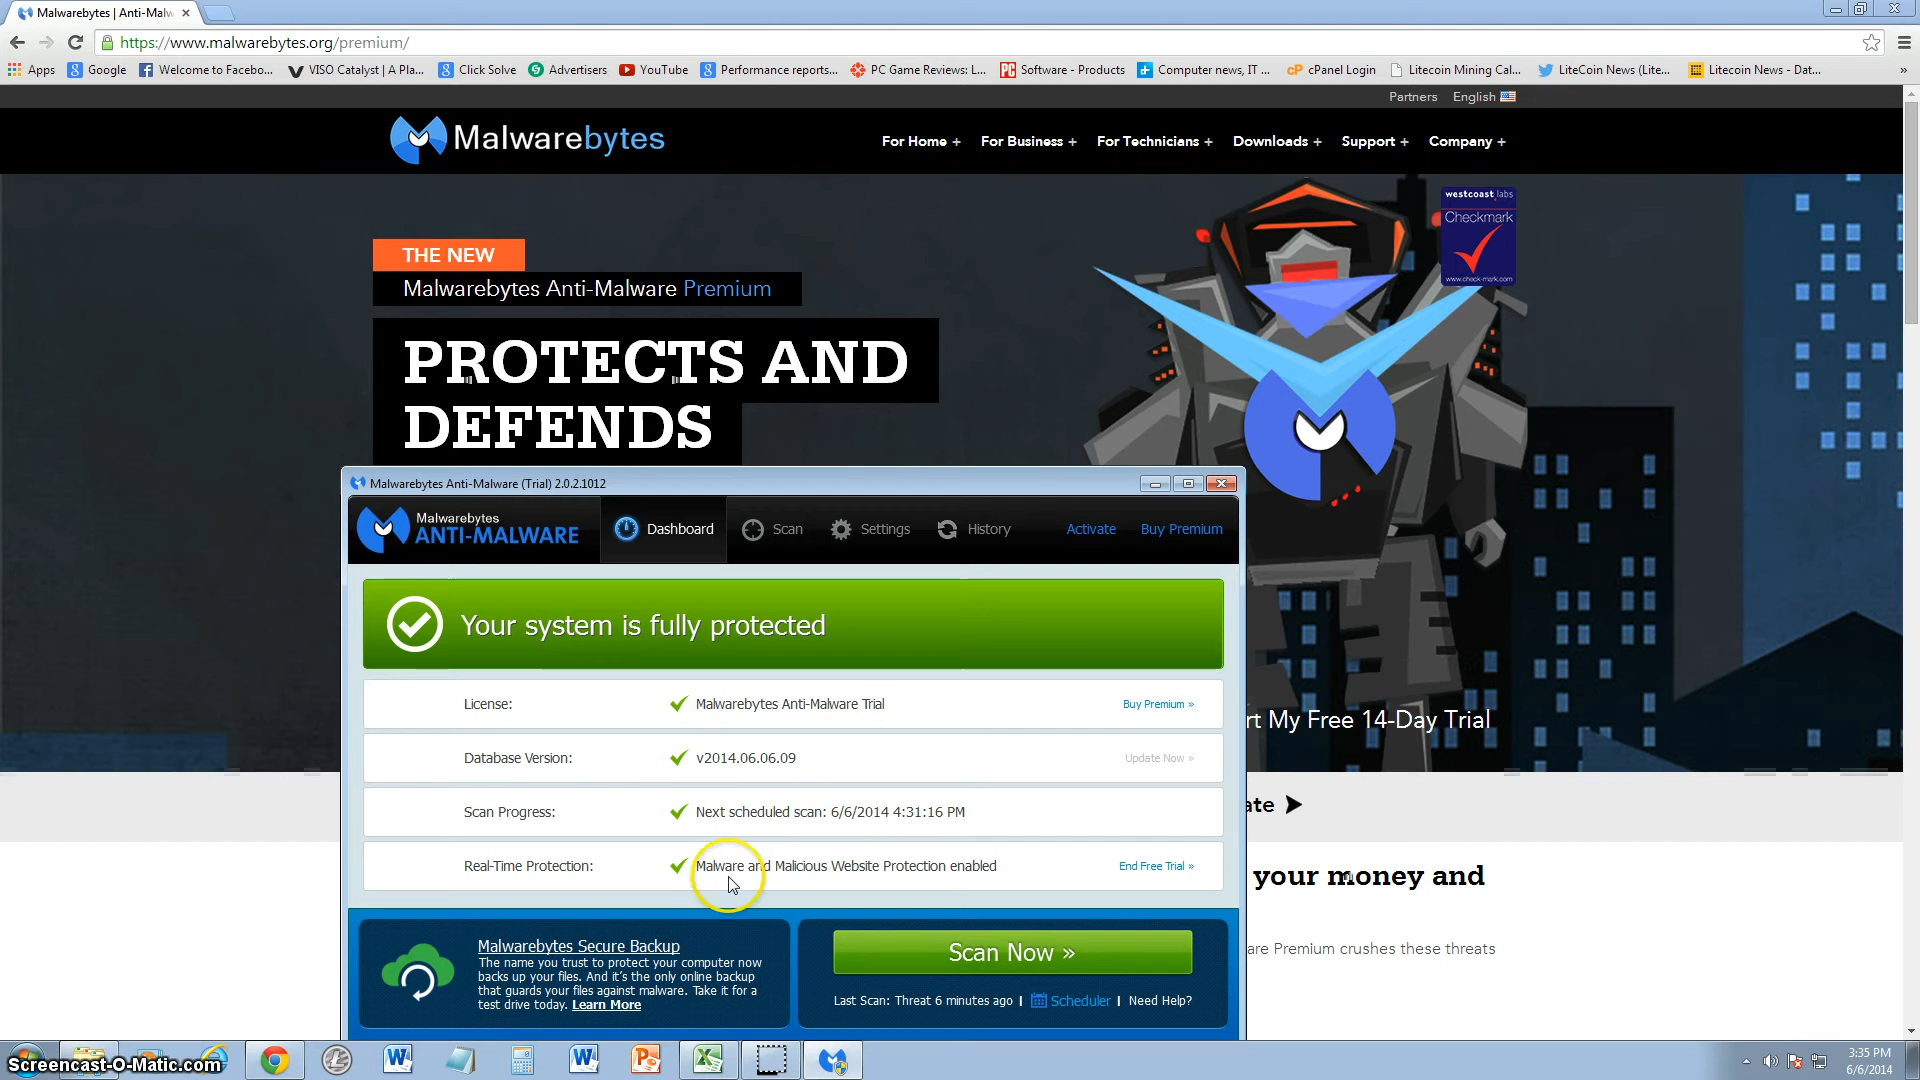 Malwarebytes | Anti-Malw
https://www.malwarebytes.org/premium/
Apps
Google
Welcome to Facebo...
VISO Catalyst | A Pla...
Click Solve
Advertisers
YouTube
Performance reports...
PC Game Reviews: L...
Software - Products
Computer news, IT ...
cPanel Login
Litecoin Mining Cal...
LiteCoin News (Lite...
Litecoin News - Dat...
»
Partners
English
Malwarebytes
For Home +
For Business +
For Technicians +
Downloads +
Support +
Company +
westcoast labs
Checkmark
www.check-mark.com
THE NEW
Malwarebytes Anti-Malware Premium
PROTECTS AND
DEFENDS
Malwarebytes Anti-Malware (Trial) 2.0.2.1012
Malwarebytes
ANTI-MALWARE
Dashboard
Scan
Settings
History
Activate
Buy Premium
Your system is fully protected
License:
Malwarebytes Anti-Malware Trial
Buy Premium »
rt My Free 14-Day Trial
Database Version:
v2014.06.06.09
Update Now »
Scan Progress:
Next scheduled scan: 6/6/2014 4:31:16 PM
ate
Real-Time Protection:
Malware and Malicious Website Protection enabled
End Free Trial »
your money and
are Premium crushes these threats
Malwarebytes Secure Backup
The name you trust to protect your computer now
backs up your files. And it's the only online backup
that guards your files against malware. Take it for a
test drive today. Learn More
Scan Now »
Last Scan: Threat 6 minutes ago | Scheduler | Need Help?
Screencast-O-Matic.com
3:35 PM
6/6/2014